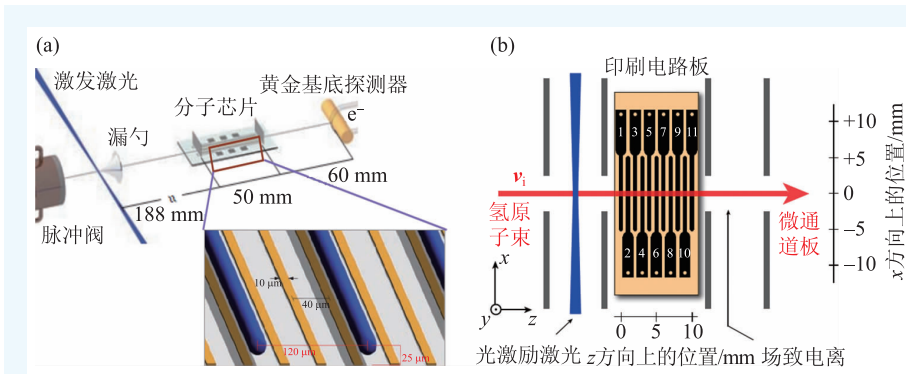 (a)
激发激光
漏勺
分子芯片
黄金基底探测器
e⁻
188 mm
50 mm
60 mm
脉冲阀
10 μm
40 μm
120 μm
25 μm
(b)
印刷电路板
1 3 5 7 9 11
2 4 6 8 10
vᵢ
氢原
子束
微通
道板
x
y
z
+10
+5
0
−5
−10
x方向上的位置/mm
0 5 10
光激励激光
z方向上的位置/mm
场致电离